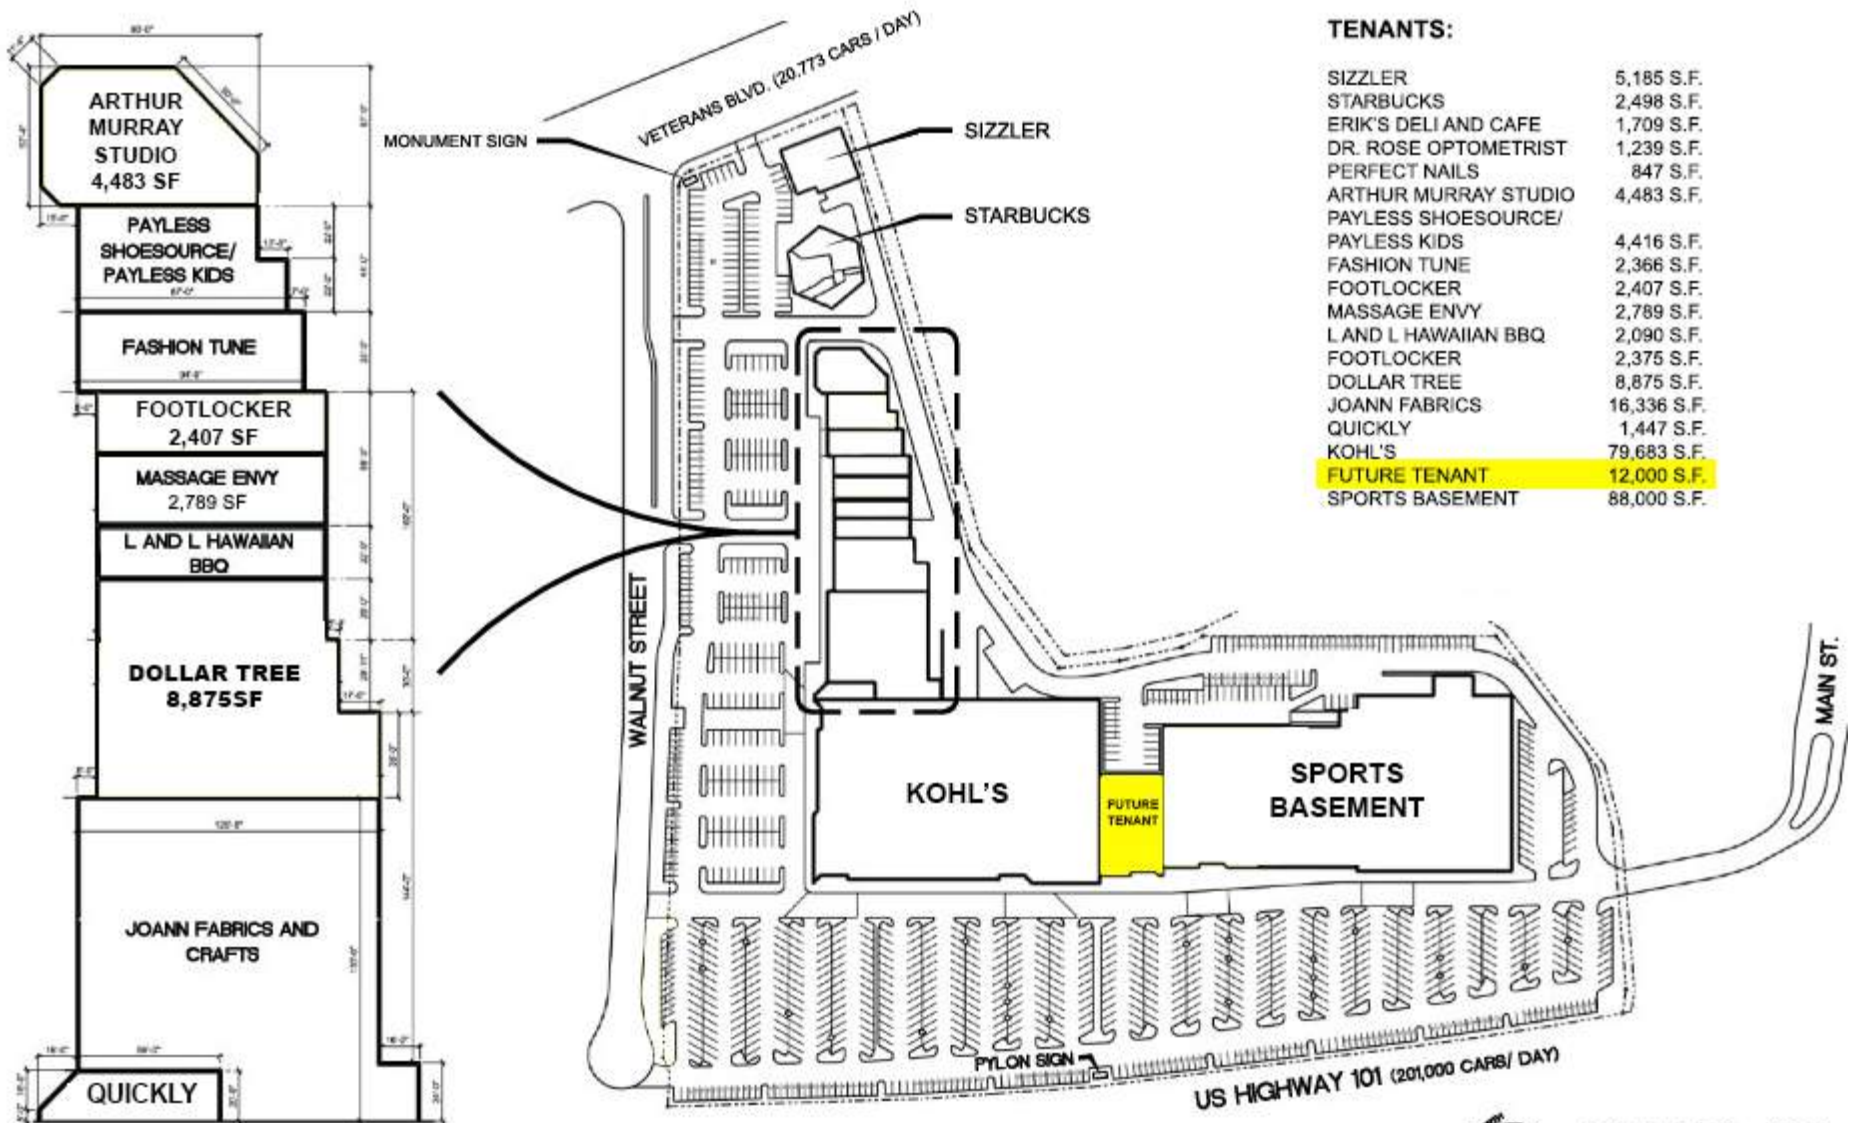 TENANTS:
SIZZLER 5,185 S.F.
STARBUCKS 2,498 S.F.
ERIK'S DELI AND CAFE 1,709 S.F.
DR. ROSE OPTOMETRIST 1,239 S.F.
PERFECT NAILS 847 S.F.
ARTHUR MURRAY STUDIO 4,483 S.F.
PAYLESS SHOESOURCE/
PAYLESS KIDS 4,416 S.F.
FASHION TUNE 2,366 S.F.
FOOTLOCKER 2,407 S.F.
MASSAGE ENVY 2,789 S.F.
L AND L HAWAIIAN BBQ 2,090 S.F.
FOOTLOCKER 2,375 S.F.
DOLLAR TREE 8,875 S.F.
JOANN FABRICS 16,336 S.F.
QUICKLY 1,447 S.F.
KOHL'S 79,683 S.F.
FUTURE TENANT 12,000 S.F.
SPORTS BASEMENT 88,000 S.F.
ARTHUR
MURRAY
STUDIO
4,483 SF
PAYLESS
SHOESOURCE/
PAYLESS KIDS
FASHION TUNE
FOOTLOCKER
2,407 SF
MASSAGE ENVY
2,789 SF
L AND L HAWAIIAN
BBQ
DOLLAR TREE
8,875SF
JOANN FABRICS AND
CRAFTS
QUICKLY
VETERANS BLVD. (20,773 CARS / DAY)
MONUMENT SIGN
SIZZLER
STARBUCKS
WALNUT STREET
KOHL'S
FUTURE
TENANT
SPORTS
BASEMENT
MAIN ST.
PYLON SIGN
US HIGHWAY 101 (201,000 CARS/ DAY)